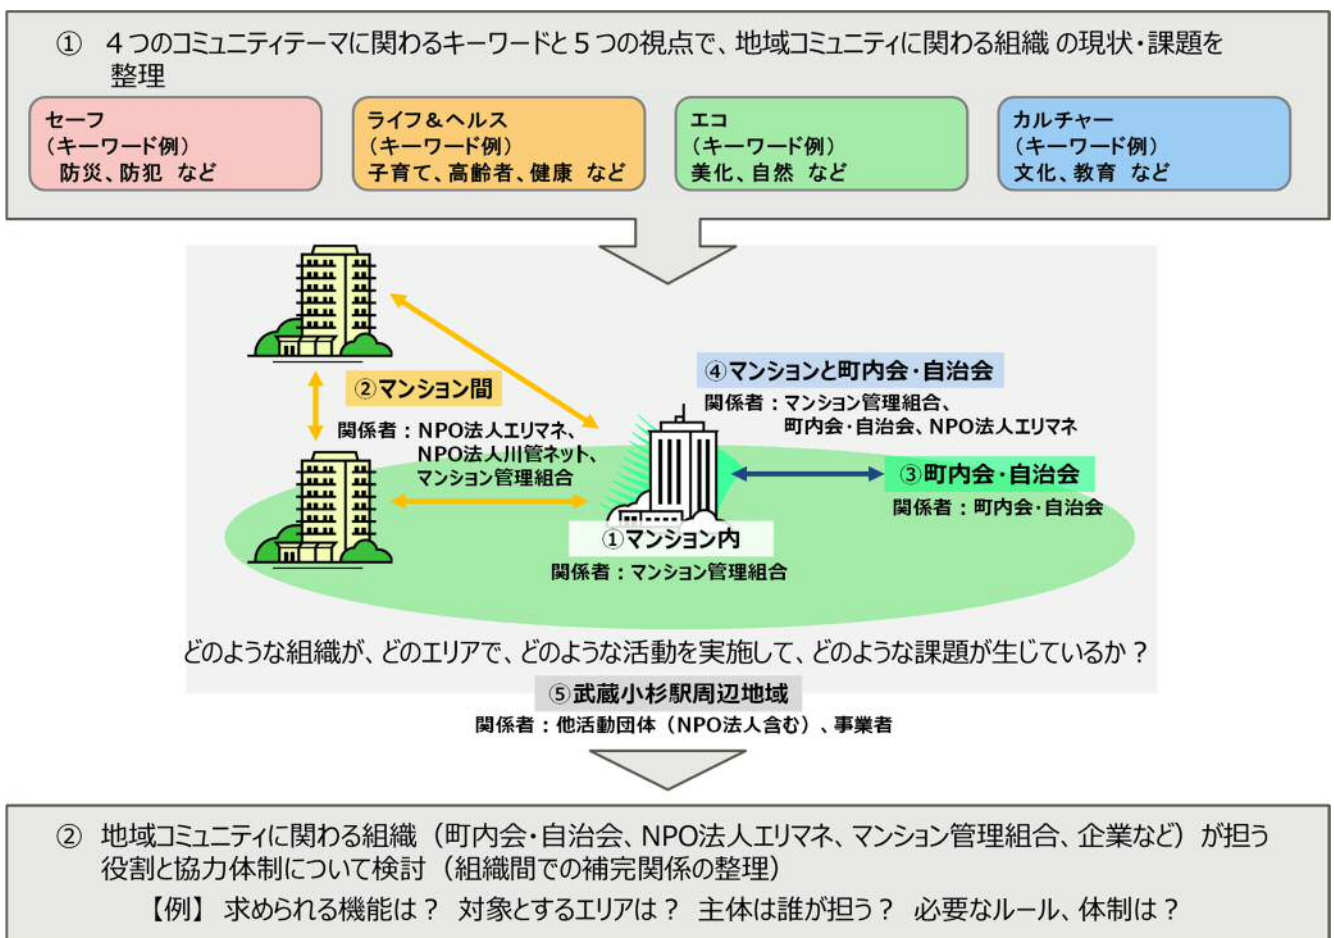 ① ４つのコミュニティテーマに関わるキーワードと５つの視点で、地域コミュニティに関わる組織 の現状・課題を
整理
セーフ
（キーワード例）
防災、防犯 など
ライフ＆ヘルス
（キーワード例）
子育て、高齢者、健康 など
エコ
（キーワード例）
美化、自然 など
カルチャー
（キーワード例）
文化、教育 など
②マンション間
関係者：NPO法人エリマネ、
NPO法人川管ネット、
マンション管理組合
④マンションと町内会・自治会
関係者：マンション管理組合、
町内会・自治会、NPO法人エリマネ
③町内会・自治会
関係者：町内会・自治会
①マンション内
関係者：マンション管理組合
どのような組織が、どのエリアで、どのような活動を実施して、どのような課題が生じているか？
⑤武蔵小杉駅周辺地域
関係者：他活動団体（NPO法人含む）、事業者
② 地域コミュニティに関わる組織（町内会・自治会、NPO法人エリマネ、マンション管理組合、企業など）が担う
役割と協力体制について検討（組織間での補完関係の整理）
【例】 求められる機能は？ 対象とするエリアは？ 主体は誰が担う？ 必要なルール、体制は？